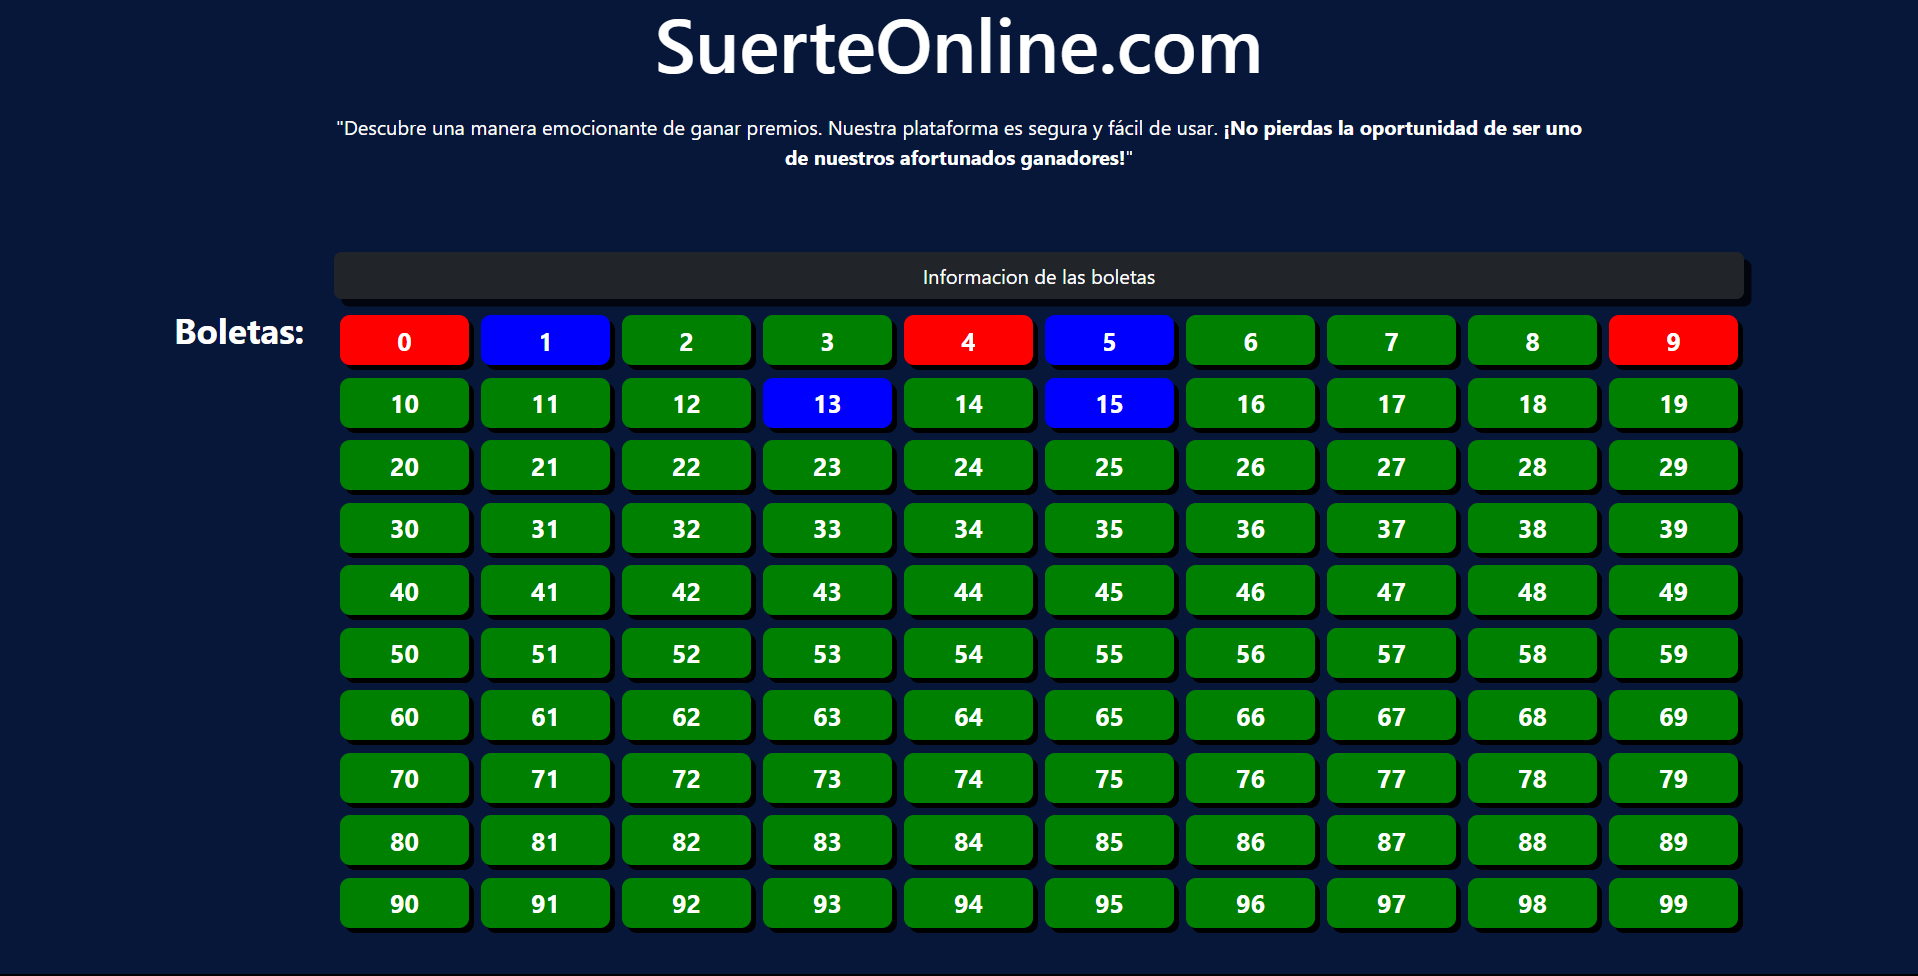 SuerteOnline.com
"Descubre una manera emocionante de ganar premios. Nuestra plataforma es segura y fácil de usar. ¡No pierdas la oportunidad de ser uno
de nuestros afortunados ganadores!"
Informacion de las boletas
Boletas:
0 1 2 3 4 5 6 7 8 9
10 11 12 13 14 15 16 17 18 19
20 21 22 23 24 25 26 27 28 29
30 31 32 33 34 35 36 37 38 39
40 41 42 43 44 45 46 47 48 49
50 51 52 53 54 55 56 57 58 59
60 61 62 63 64 65 66 67 68 69
70 71 72 73 74 75 76 77 78 79
80 81 82 83 84 85 86 87 88 89
90 91 92 93 94 95 96 97 98 99